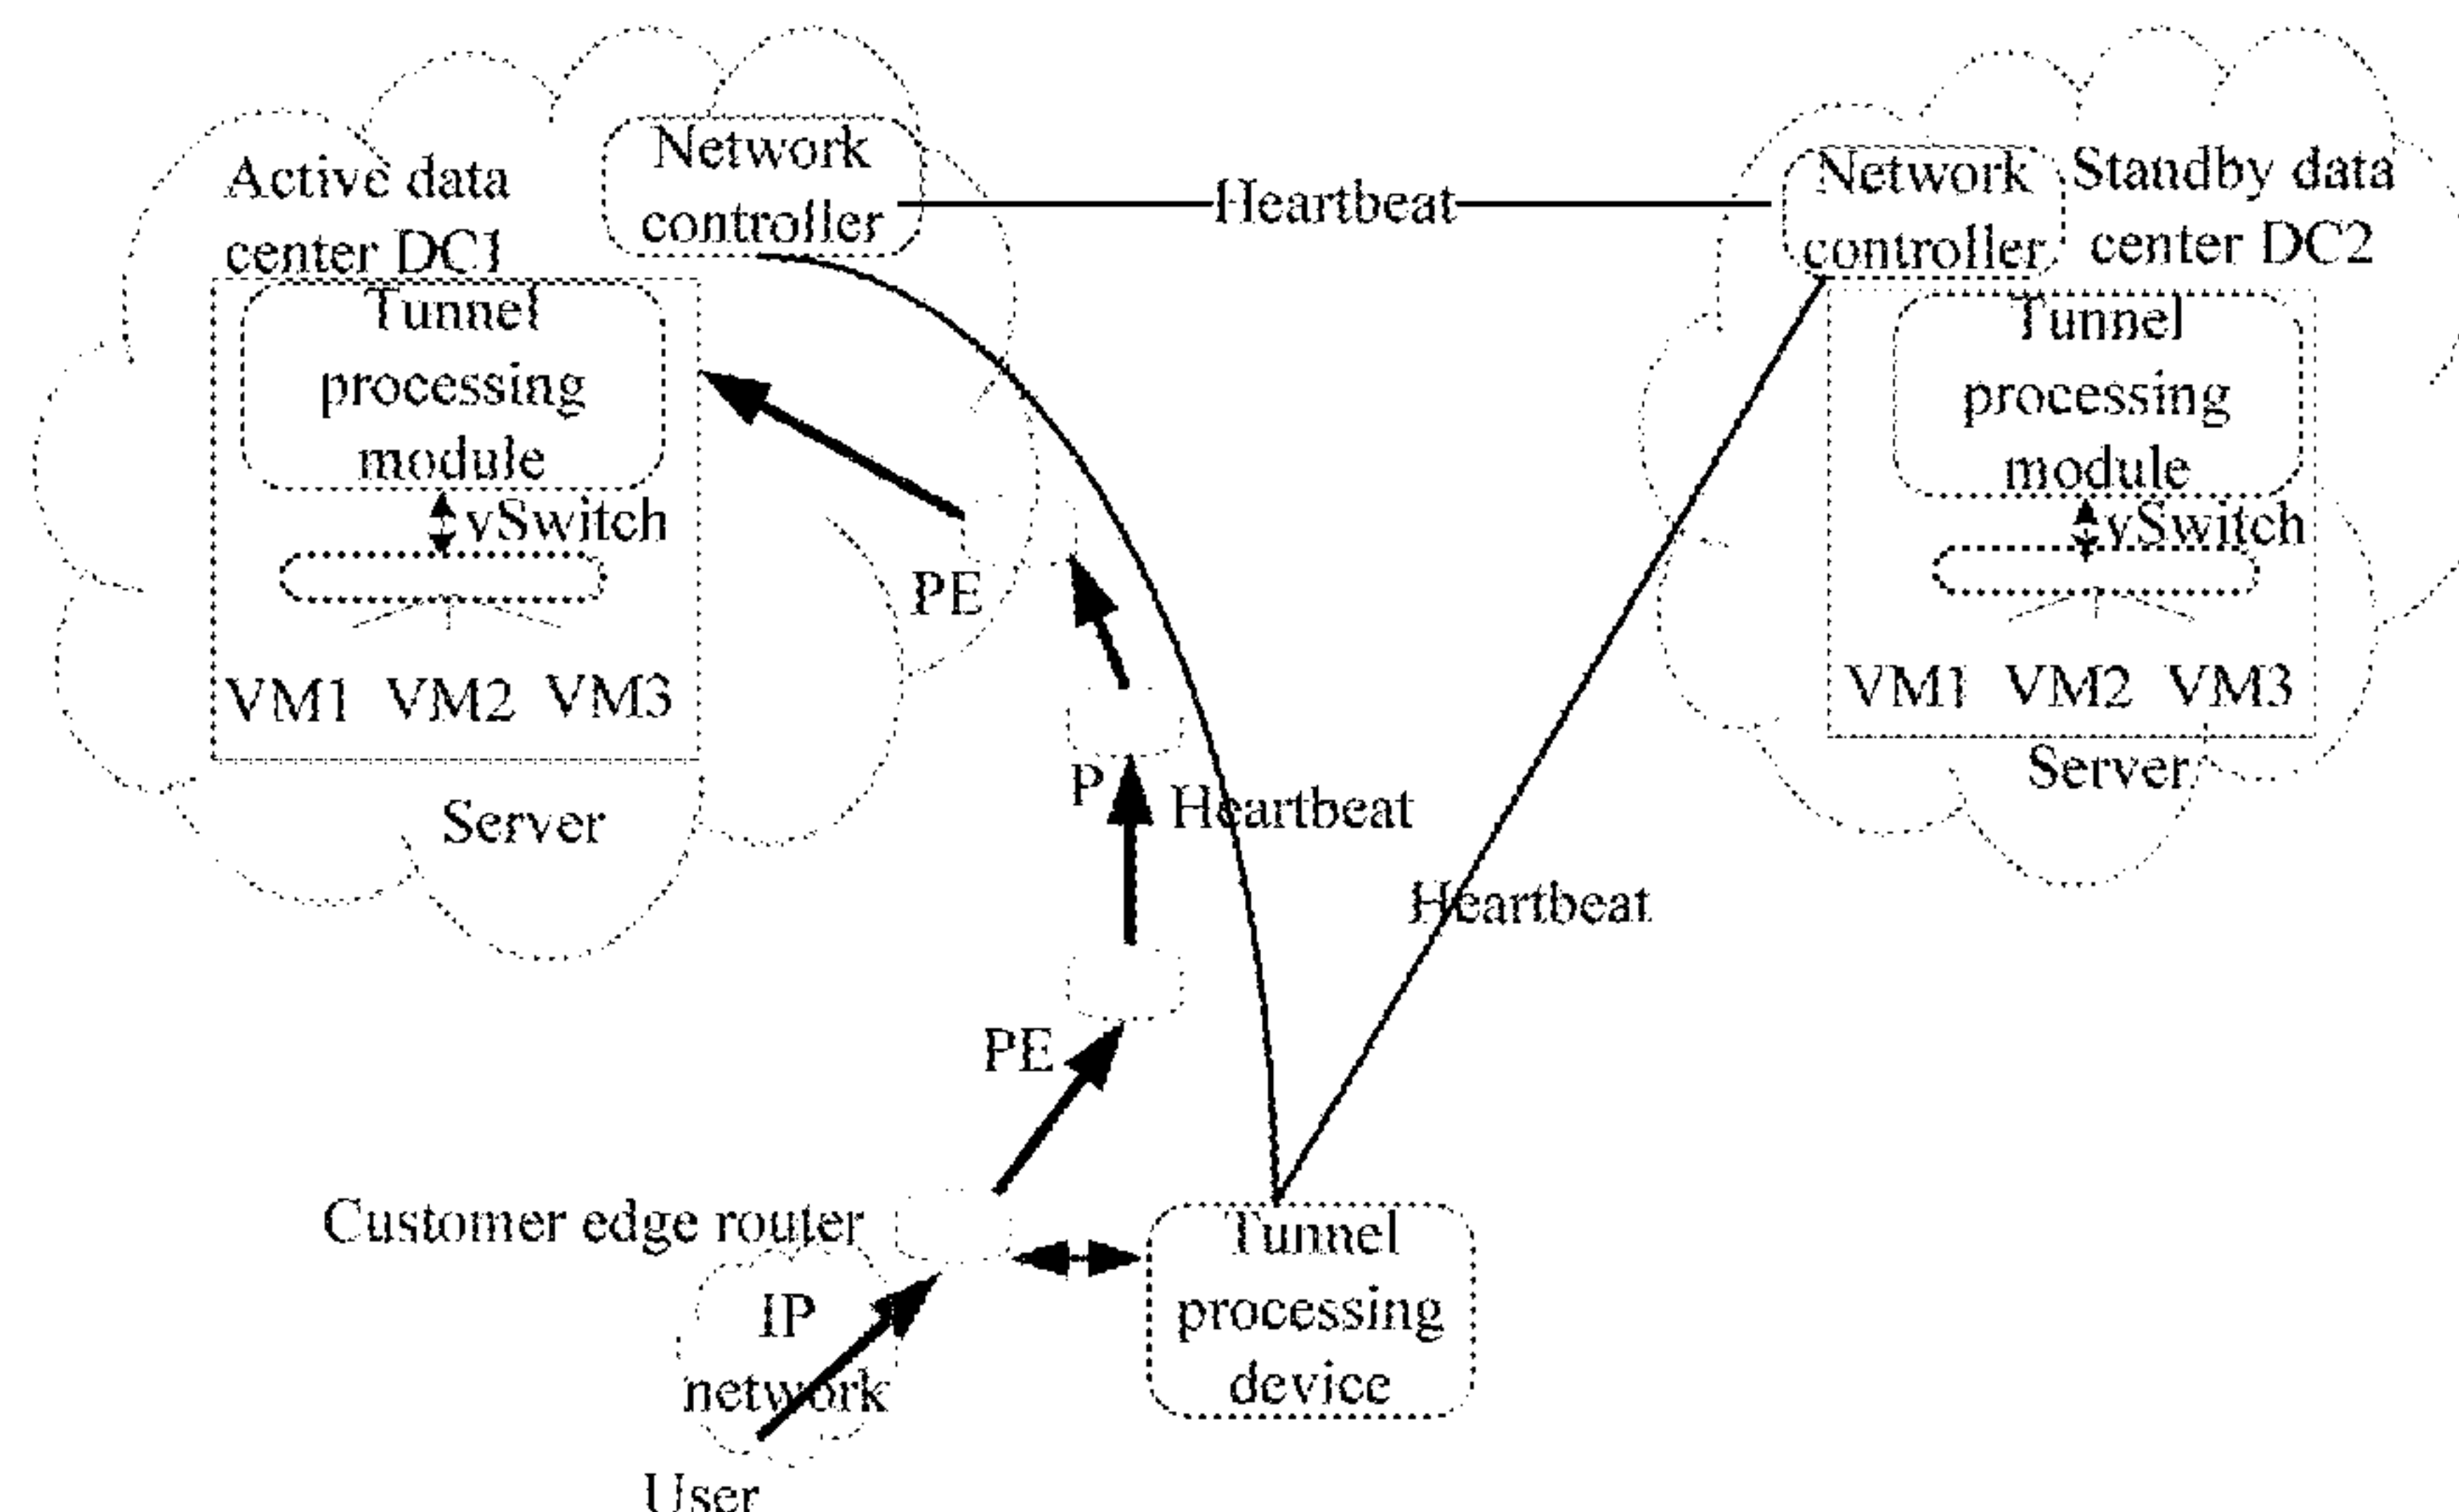 Active data
center DC1
Network
controller
Heartbeat
Network
controller
Standby data
center DC2
Tunnel
processing
module
vSwitch
VM1 VM2 VM3
Server
Tunnel
processing
module
vSwitch
VM1 VM2 VM3
Server
PE
P
Heartbeat
Heartbeat
PE
Customer edge router
IP
network
User
Tunnel
processing
device